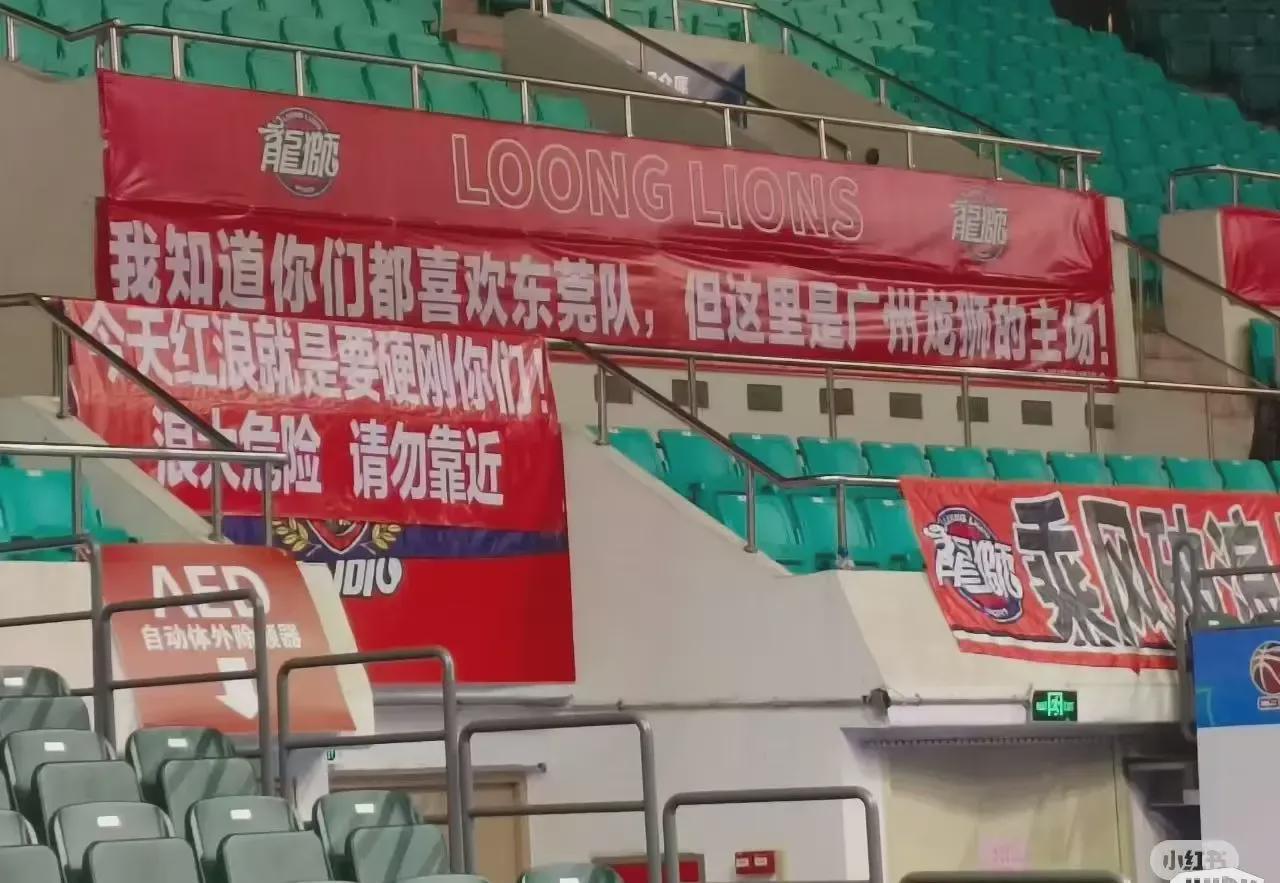 LOONG LIONS
龍獅
龍獅
我知道你们都喜欢东莞队，但这里是广州龙狮的主场！
今天红浪就是要硬刚你们！
浪大危险 请勿靠近
龍獅
乘风破浪
AED
自动体外除颤器
小红书